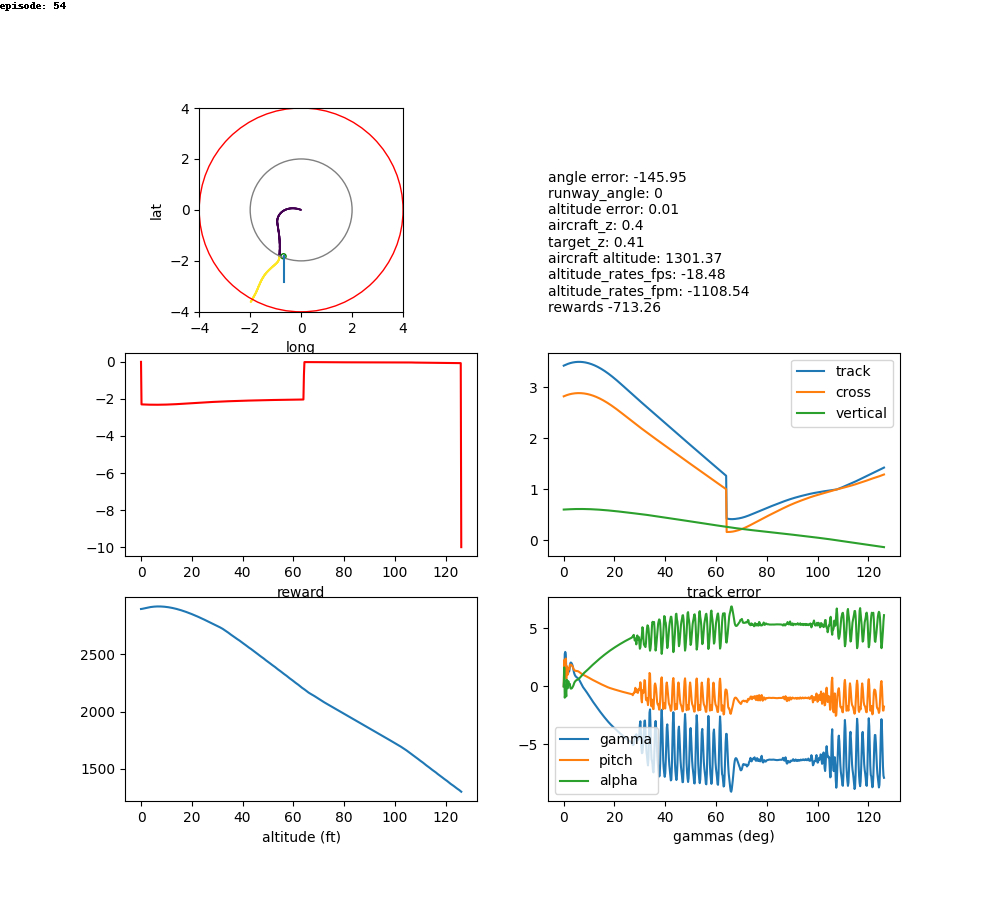 episode: 54
4
2
0
−2
−4
lat
−4 −2 0 2 4
long
angle error: -145.95
runway_angle: 0
altitude error: 0.01
aircraft_z: 0.4
target_z: 0.41
aircraft altitude: 1301.37
altitude_rates_fps: -18.48
altitude_rates_fpm: -1108.54
rewards -713.26
0
−2
−4
−6
−8
−10
0 20 40 60 80 100 120
reward
3
2
1
0
track
cross
vertical
0 20 40 60 80 100 120
track error
2500
2000
1500
0 20 40 60 80 100 120
altitude (ft)
5
0
−5
gamma
pitch
alpha
0 20 40 60 80 100 120
gammas (deg)